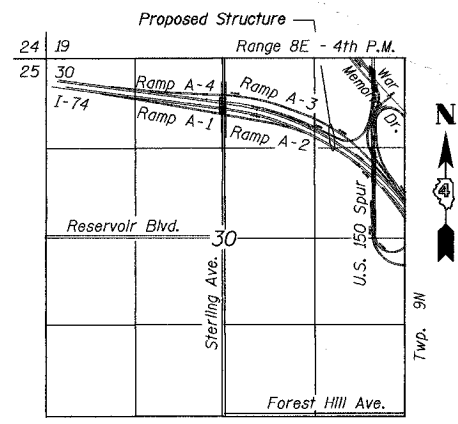 Proposed Structure
24 19
Range 8E - 4th P.M.
25 30
I-74
Ramp A-4
Ramp A-3
Memorial
War
Dr.
Ramp A-1
Ramp A-2
N
4
Reservoir Blvd.
30
Sterling Ave.
U.S. 150 Spur
Twp. 9N
Forest Hill Ave.